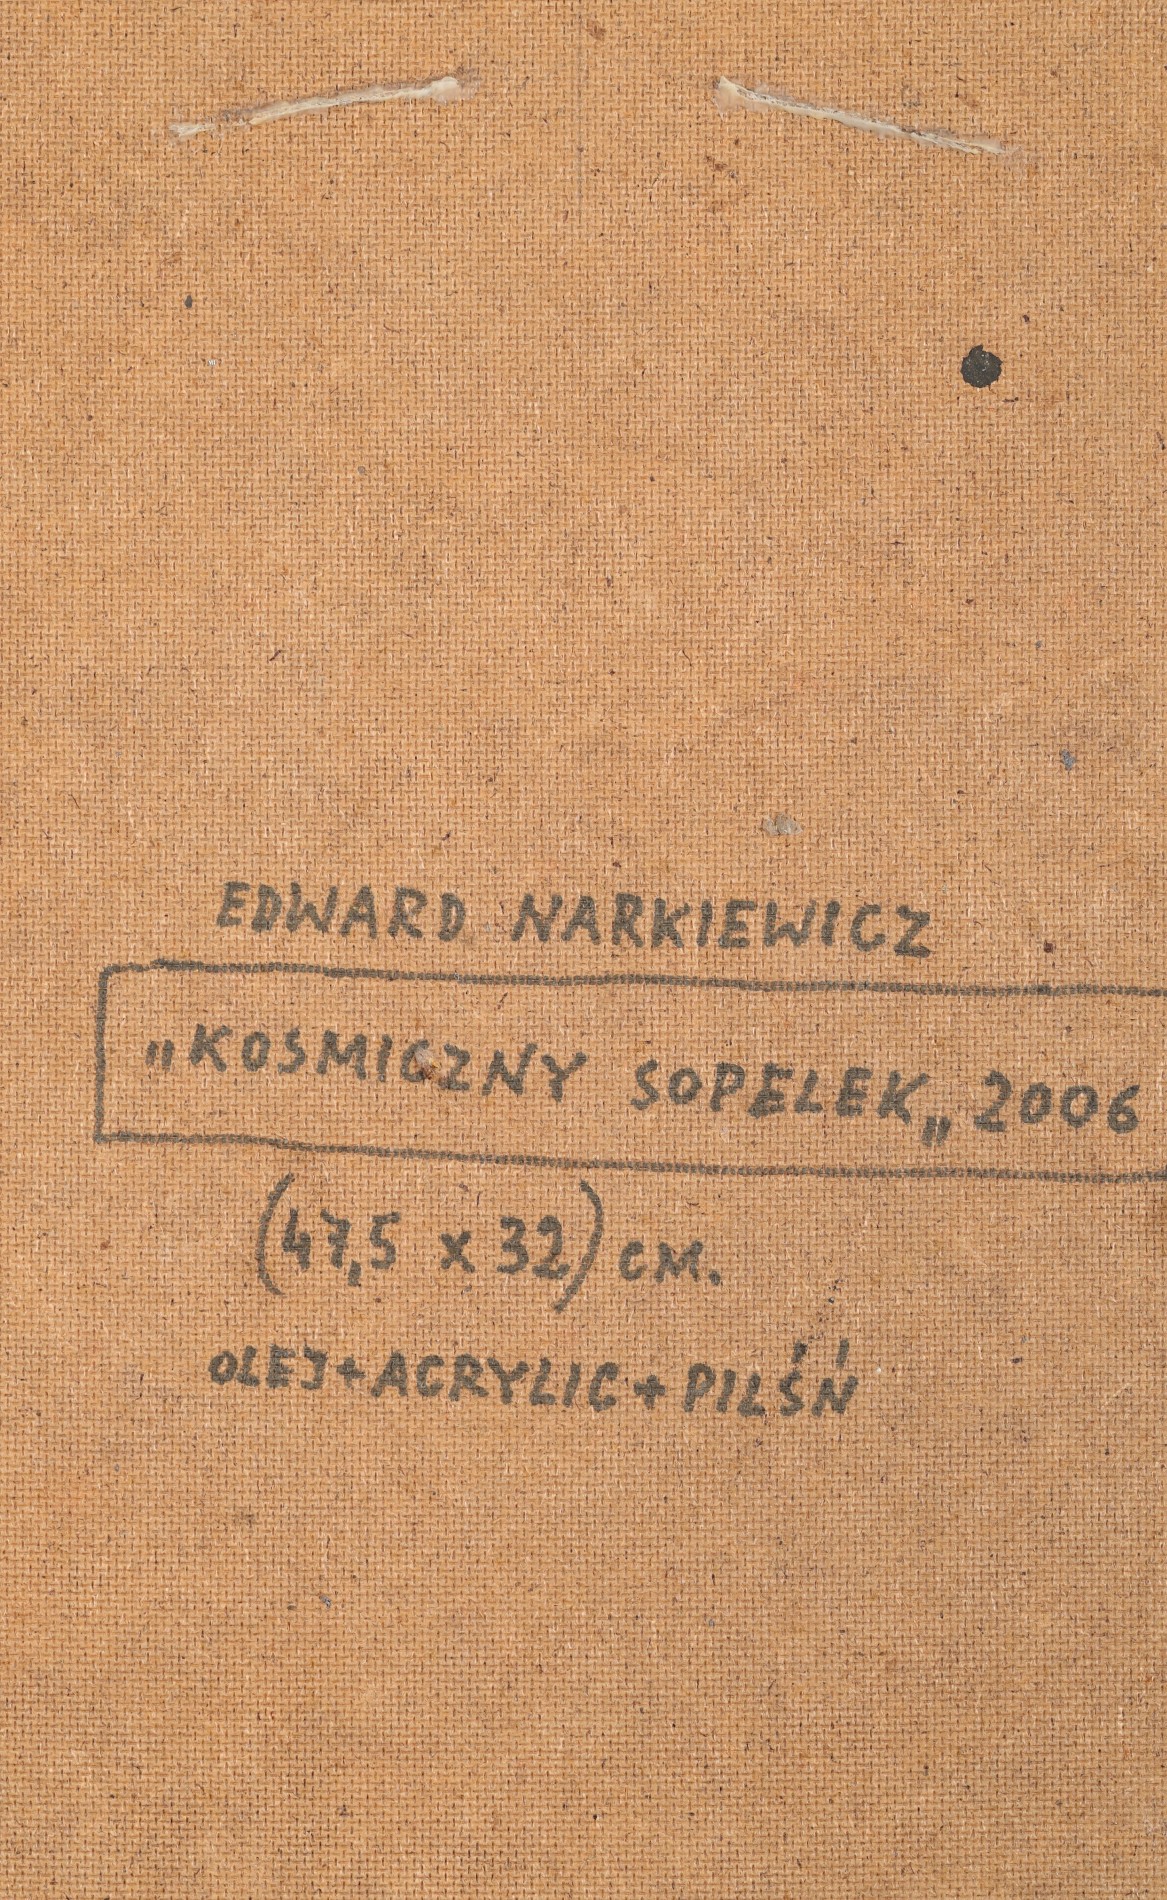 EDWARD NARKIEWICZ
„KOSMICZNY SOPELEK„ 2006
(47,5 x 32) CM.
OLEJ+ACRYLIC+PILŚŃ